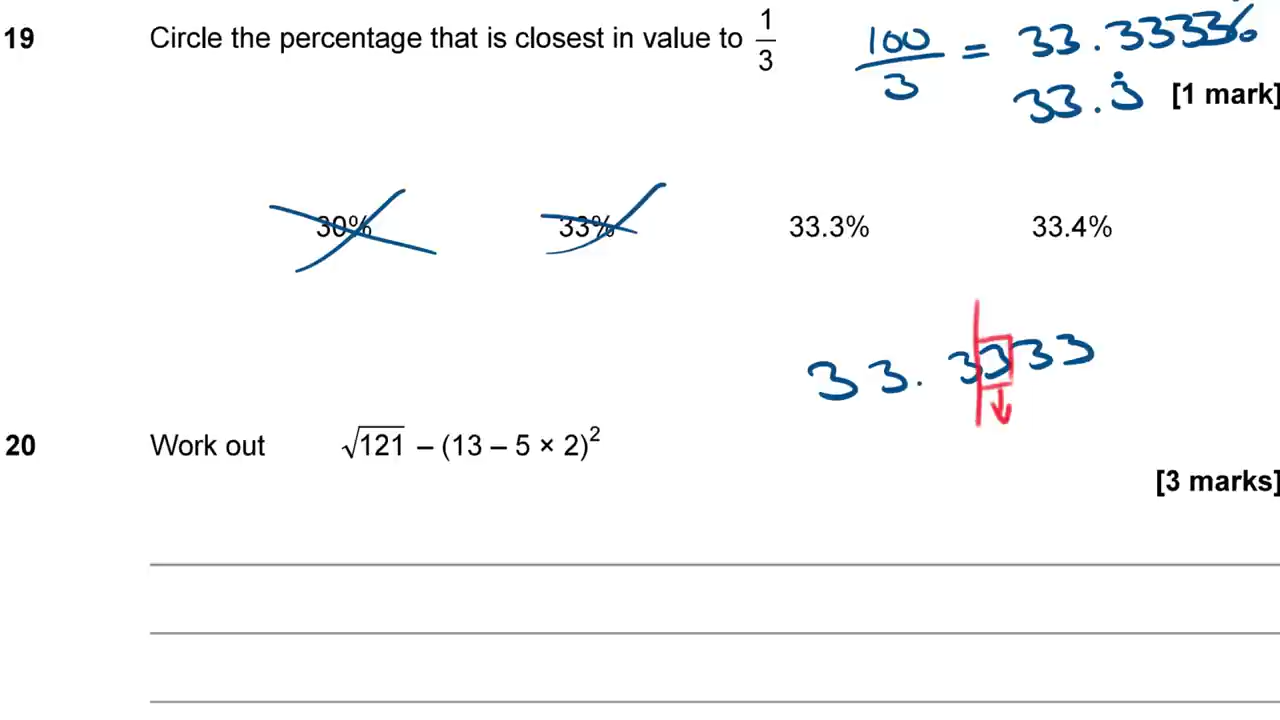 19 Circle the percentage that is closest in value to 1/3 100/3 = 33.3333%
33.3̇ [1 mark]
30% 33% 33.3% 33.4%
33.3333
20 Work out √121 – (13 – 5 × 2)²
[3 marks]